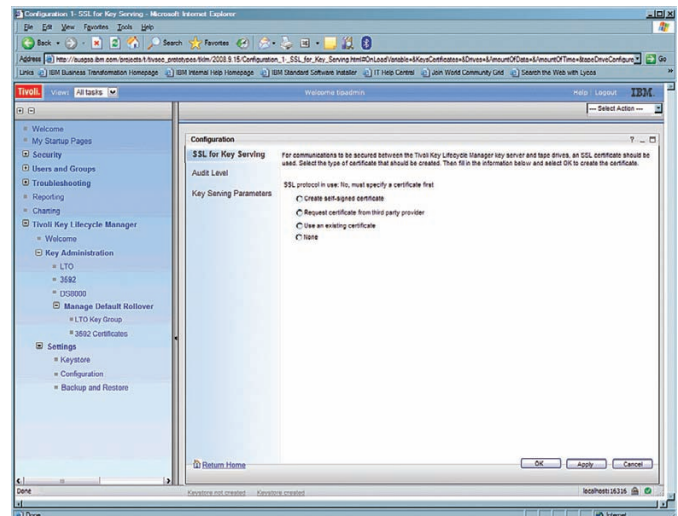 Configuration 1- SSL for Key Serving - Microsoft Internet Explorer
File Edit View Favorites Tools Help
Back Search Favorites
Address http://
Go
Links IBM Business Transformation Homepage IBM Internal Help Homepage IBM Standard Software Installer IT Help Central Join World Community Grid Search the Web with Lycos
Tivoli. View: All tasks Welcome tipadmin Help Logout IBM.
--- Select Action ---
Welcome
My Startup Pages
Security
Users and Groups
Troubleshooting
Reporting
Charting
Tivoli Key Lifecycle Manager
Welcome
Key Administration
LTO
3592
DS8000
Manage Default Rollover
LTO Key Group
3592 Certificates
Settings
Keystore
Configuration
Backup and Restore
Configuration
SSL for Key Serving
Audit Level
Key Serving Parameters
For communications to be secured between the Tivoli Key Lifecycle Manager key server and tape drives, an SSL certificate should be
used. Select the type of certificate that should be created. Then fill in the information below and select OK to create the certificate.
SSL protocol in use: No, must specify a certificate first
Create self-signed certificate
Request certificate from third party provider
Use an existing certificate
None
Return Home
OK Apply Cancel
Done
Keystore not created Keystore created
localhost:16316
Done
Internet